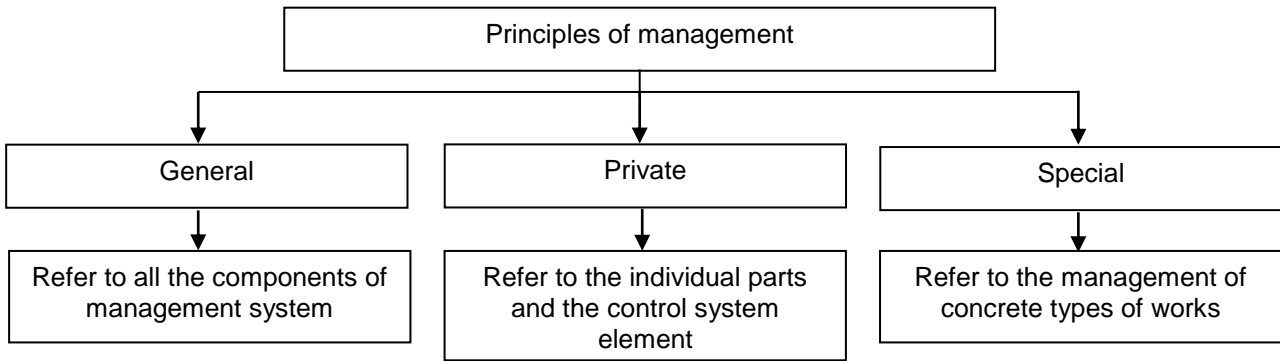 Principles of management
General
Private
Special
Refer to all the components of
management system
Refer to the individual parts
and the control system
element
Refer to the management of
concrete types of works